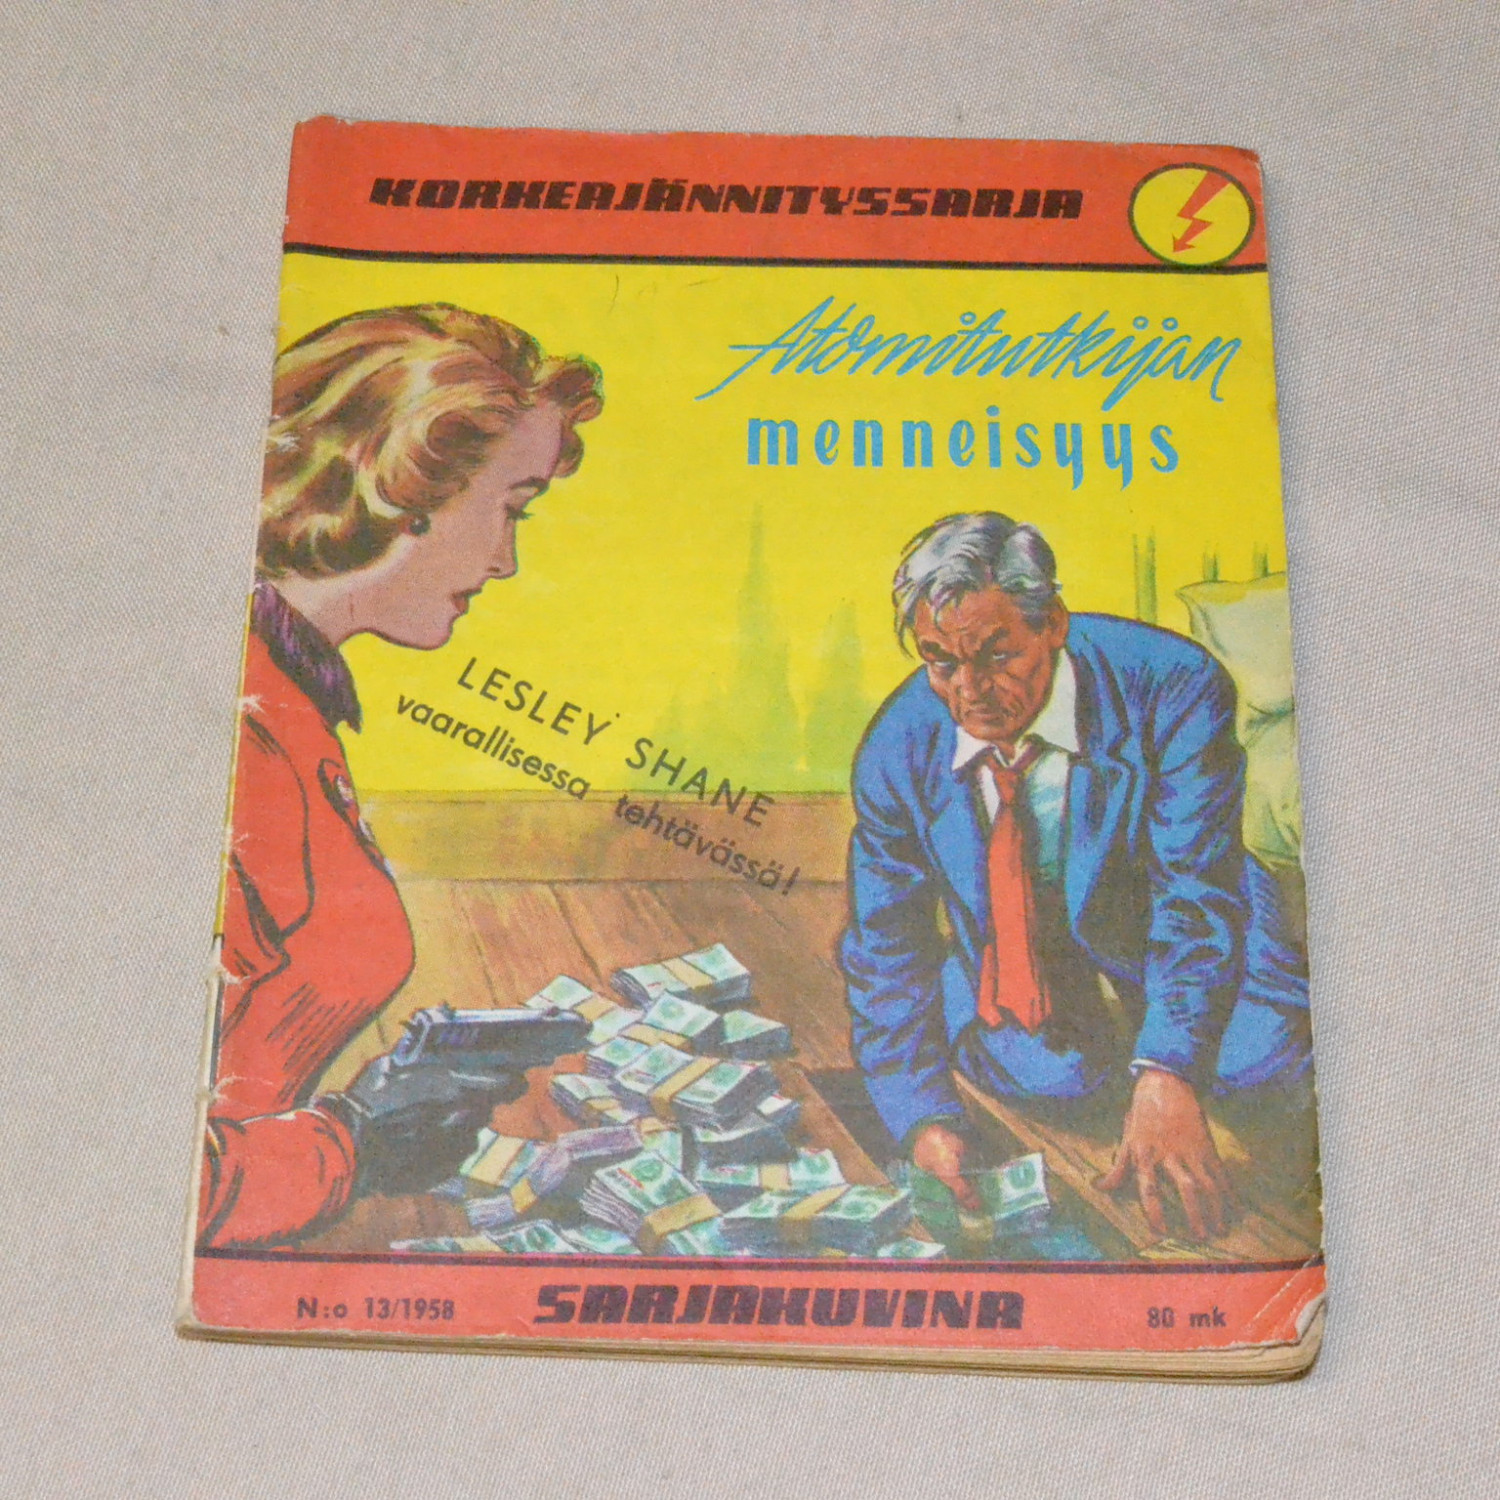 KORKEAJÄNNITYSSARJA
Atomitutkijan
menneisyys
LESLEY SHANE
vaarallisessa tehtävässä!
N:o 13/1958
SARJAKUVINA
80 mk